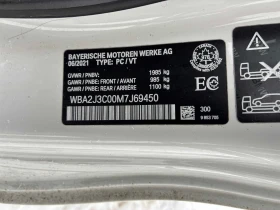 BAYERISCHE MOTOREN WERKE AG
06/2021 TYPE: PC / VT
GVWR / PNBV: 1985 kg
GAWR / PNBE: FRONT / AVANT 985 kg
GAWR / PNBE: REAR / ARRIÈRE 1100 kg
WBA2J3C00M7J69450
EC
300